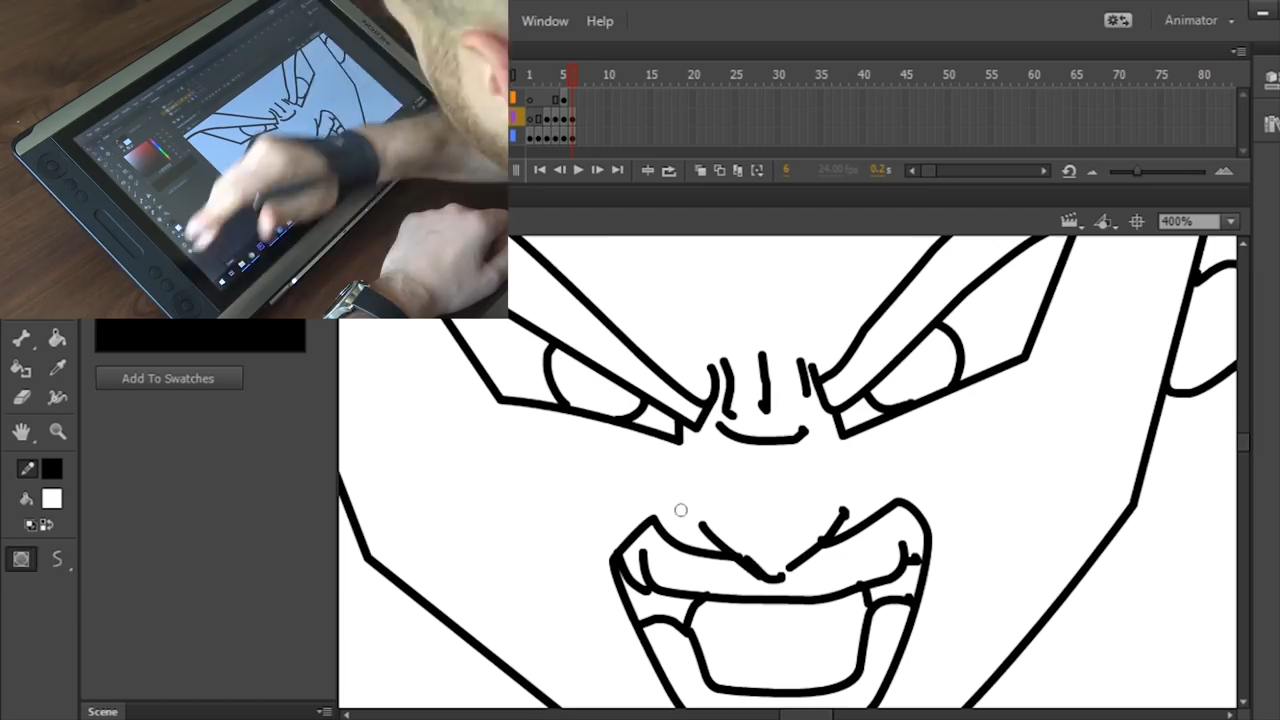 Window Help Animator
1 5 10 15 20 25 30 35 40 45 50 55 60 65 70 75 80
6 24.00 fps 0.2 s
400%
Add To Swatches
Scene